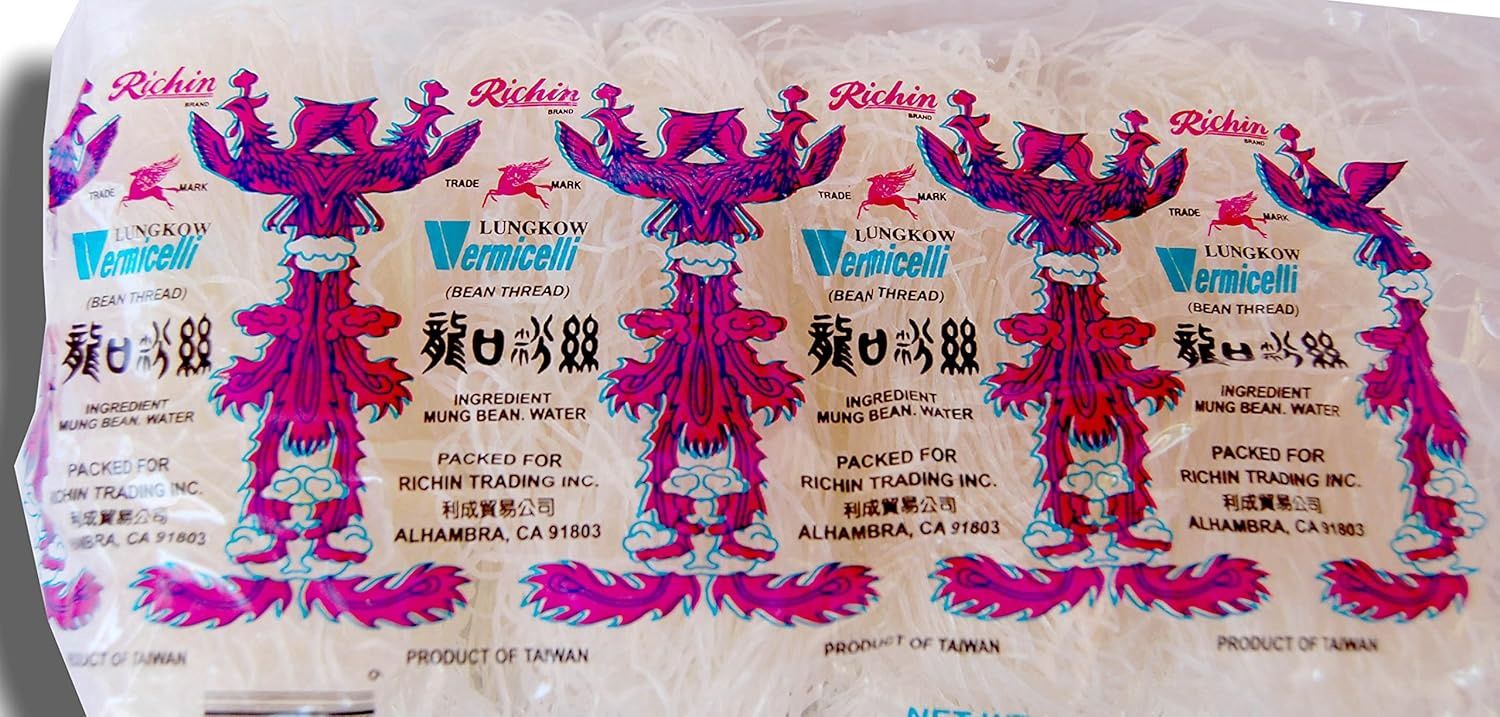 Richin
BRAND
TRADE MARK
LUNGKOW
Vermicelli
(BEAN THREAD)
龍口粉絲
INGREDIENT
MUNG BEAN. WATER
PACKED FOR
RICHIN TRADING INC.
利成貿易公司
MBRA, CA 91803
UCT OF TAIWAN
Richin
BRAND
TRADE MARK
LUNGKOW
Vermicelli
(BEAN THREAD)
龍口粉絲
INGREDIENT
MUNG BEAN. WATER
PACKED FOR
RICHIN TRADING INC.
利成貿易公司
ALHAMBRA, CA 91803
PRODUCT OF TAIWAN
Richin
BRAND
TRADE MARK
LUNGKOW
Vermicelli
(BEAN THREAD)
龍口粉絲
INGREDIENT
MUNG BEAN. WATER
PACKED FOR
RICHIN TRADING INC.
利成貿易公司
ALHAMBRA, CA 91803
PRODUCT OF TAIWAN
Richin
BRAND
TRADE MARK
LUNGKOW
Vermicelli
(BEAN THREAD)
龍口粉絲
INGREDIENT
MUNG BEAN. WATER
PACKED FOR
RICHIN TRADING INC.
利成貿易公司
ALHAMBRA, CA 91803
PRODUCT OF TAIWAN
NET